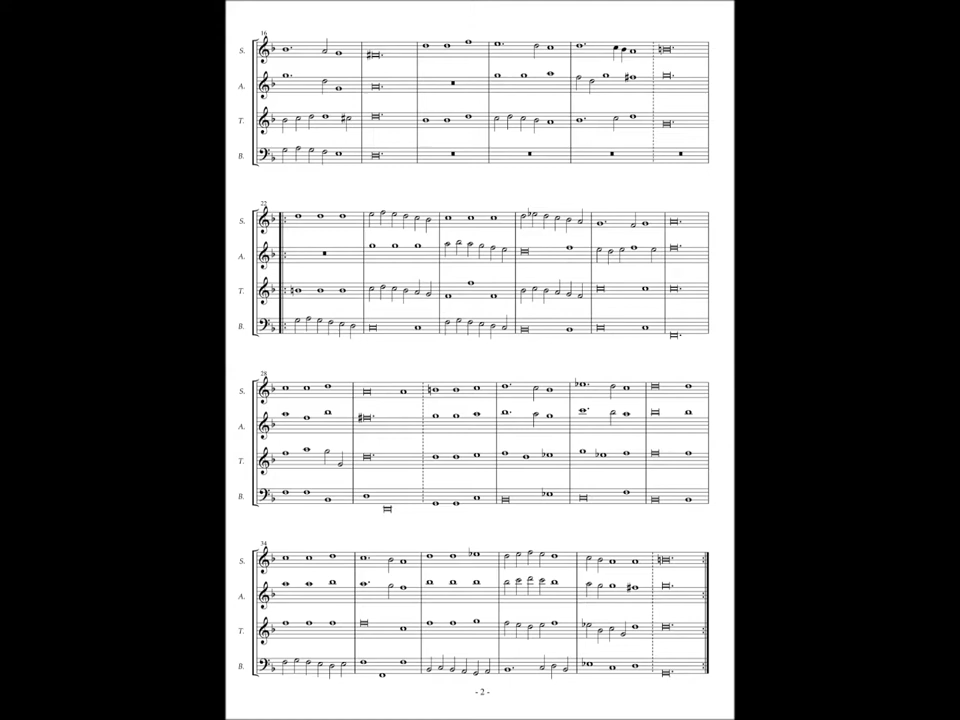 16
S.
A.
T.
B.
22
S.
A.
T.
B.
28
S.
A.
T.
B.
34
S.
A.
T.
B.
- 2 -